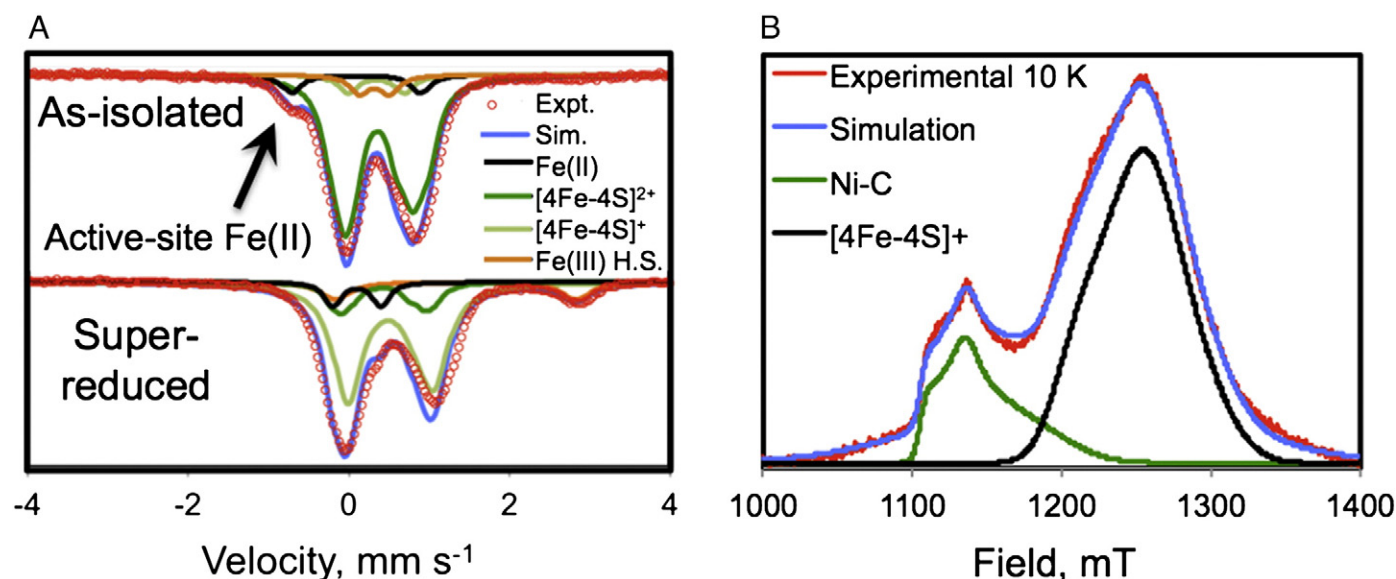 A
As-isolated
Active-site Fe(II)
Expt.
Sim.
Fe(II)
[4Fe-4S]²⁺
[4Fe-4S]⁺
Fe(III) H.S.
Super-
reduced
-4 -2 0 2 4
Velocity, mm s⁻¹
B
Experimental 10 K
Simulation
Ni-C
[4Fe-4S]+
1000 1100 1200 1300 1400
Field, mT